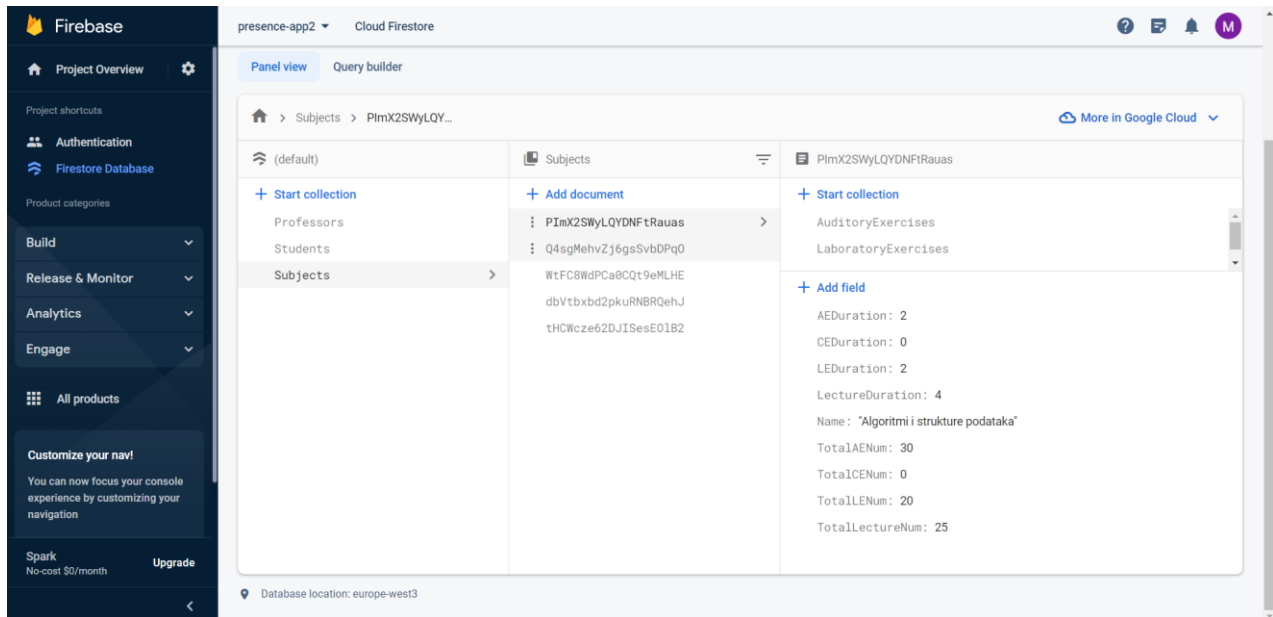 Firebase
Project Overview
Project shortcuts
Authentication
Firestore Database
Product categories
Build
Release & Monitor
Analytics
Engage
All products
Customize your nav!
You can now focus your console
experience by customizing your
navigation
Spark
No-cost $0/month
Upgrade
presence-app2
Cloud Firestore
M
Panel view
Query builder
Subjects
PImX2SWyLQY...
More in Google Cloud
(default)
Start collection
Professors
Students
Subjects
Subjects
Add document
PImX2SWyLQYDNFtRauas
Q4sgMehvZj6gsSvbDPqO
WtFC8WdPCa0CQt9eMLHE
dbVtbxbd2pkuRNBRQehJ
tHCWcze62DJISesEOlB2
PImX2SWyLQYDNFtRauas
Start collection
AuditoryExercises
LaboratoryExercises
Add field
AEDuration: 2
CEDuration: 0
LEDuration: 2
LectureDuration: 4
Name: "Algoritmi i strukture podataka"
TotalAENum: 30
TotalCENum: 0
TotalLENum: 20
TotalLectureNum: 25
Database location: europe-west3